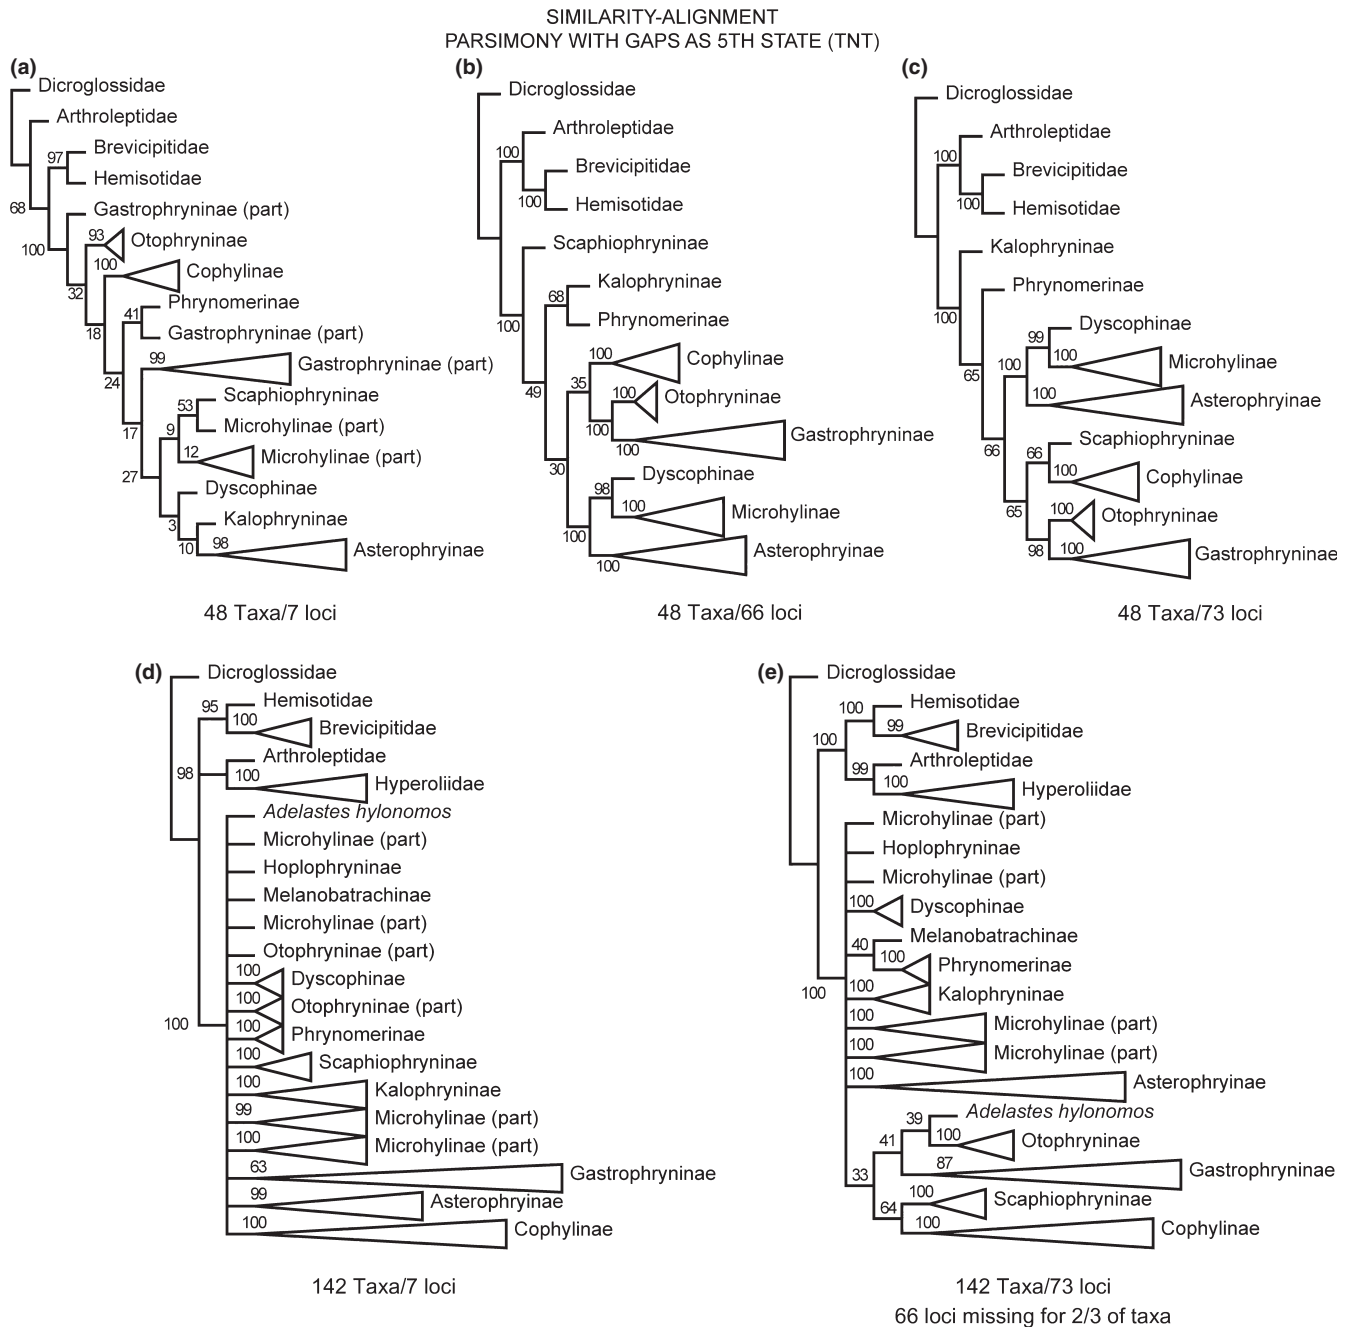 SIMILARITY-ALIGNMENT
PARSIMONY WITH GAPS AS 5TH STATE (TNT)
(a)
Dicroglossidae
Arthroleptidae
97
Brevicipitidae
Hemisotidae
68
Gastrophryninae (part)
100
93
Otophryninae
100
Cophylinae
32
Phrynomerinae
41
18
Gastrophryninae (part)
99
Gastrophryninae (part)
24
Scaphiophryninae
53
17
9
Microhylinae (part)
12
Microhylinae (part)
27
Dyscophinae
3
Kalophryninae
10
98
Asterophryinae
48 Taxa/7 loci
(b)
Dicroglossidae
Arthroleptidae
100
Brevicipitidae
100
Hemisotidae
Scaphiophryninae
Kalophryninae
68
100
Phrynomerinae
100
Cophylinae
35
49
100
Otophryninae
100
Gastrophryninae
100
30
Dyscophinae
98
100
Microhylinae
100
Asterophryinae
100
48 Taxa/66 loci
(c)
Dicroglossidae
Arthroleptidae
100
Brevicipitidae
100
Hemisotidae
Kalophryninae
Phrynomerinae
100
Dyscophinae
99
100
Microhylinae
100
65
100
Asterophryinae
Scaphiophryninae
66
66
100
Cophylinae
65
100
Otophryninae
98
100
Gastrophryninae
48 Taxa/73 loci
(d)
Dicroglossidae
Hemisotidae
95
100
Brevicipitidae
Arthroleptidae
98
100
Hyperoliidae
Adelastes hylonomos
Microhylinae (part)
Hoplophryninae
Melanobatrachinae
Microhylinae (part)
Otophryninae (part)
100
Dyscophinae
100
Otophryninae (part)
100
100
Phrynomerinae
100
Scaphiophryninae
100
Kalophryninae
99
Microhylinae (part)
100
Microhylinae (part)
63
Gastrophryninae
99
Asterophryinae
100
Cophylinae
142 Taxa/7 loci
(e)
Dicroglossidae
Hemisotidae
100
99
Brevicipitidae
100
Arthroleptidae
99
100
Hyperoliidae
Microhylinae (part)
Hoplophryninae
Microhylinae (part)
100
Dyscophinae
Melanobatrachinae
40
100
Phrynomerinae
100
100
Kalophryninae
100
Microhylinae (part)
100
Microhylinae (part)
100
Asterophryinae
Adelastes hylonomos
39
41
100
Otophryninae
87
Gastrophryninae
33
100
Scaphiophryninae
64
100
Cophylinae
142 Taxa/73 loci
66 loci missing for 2/3 of taxa